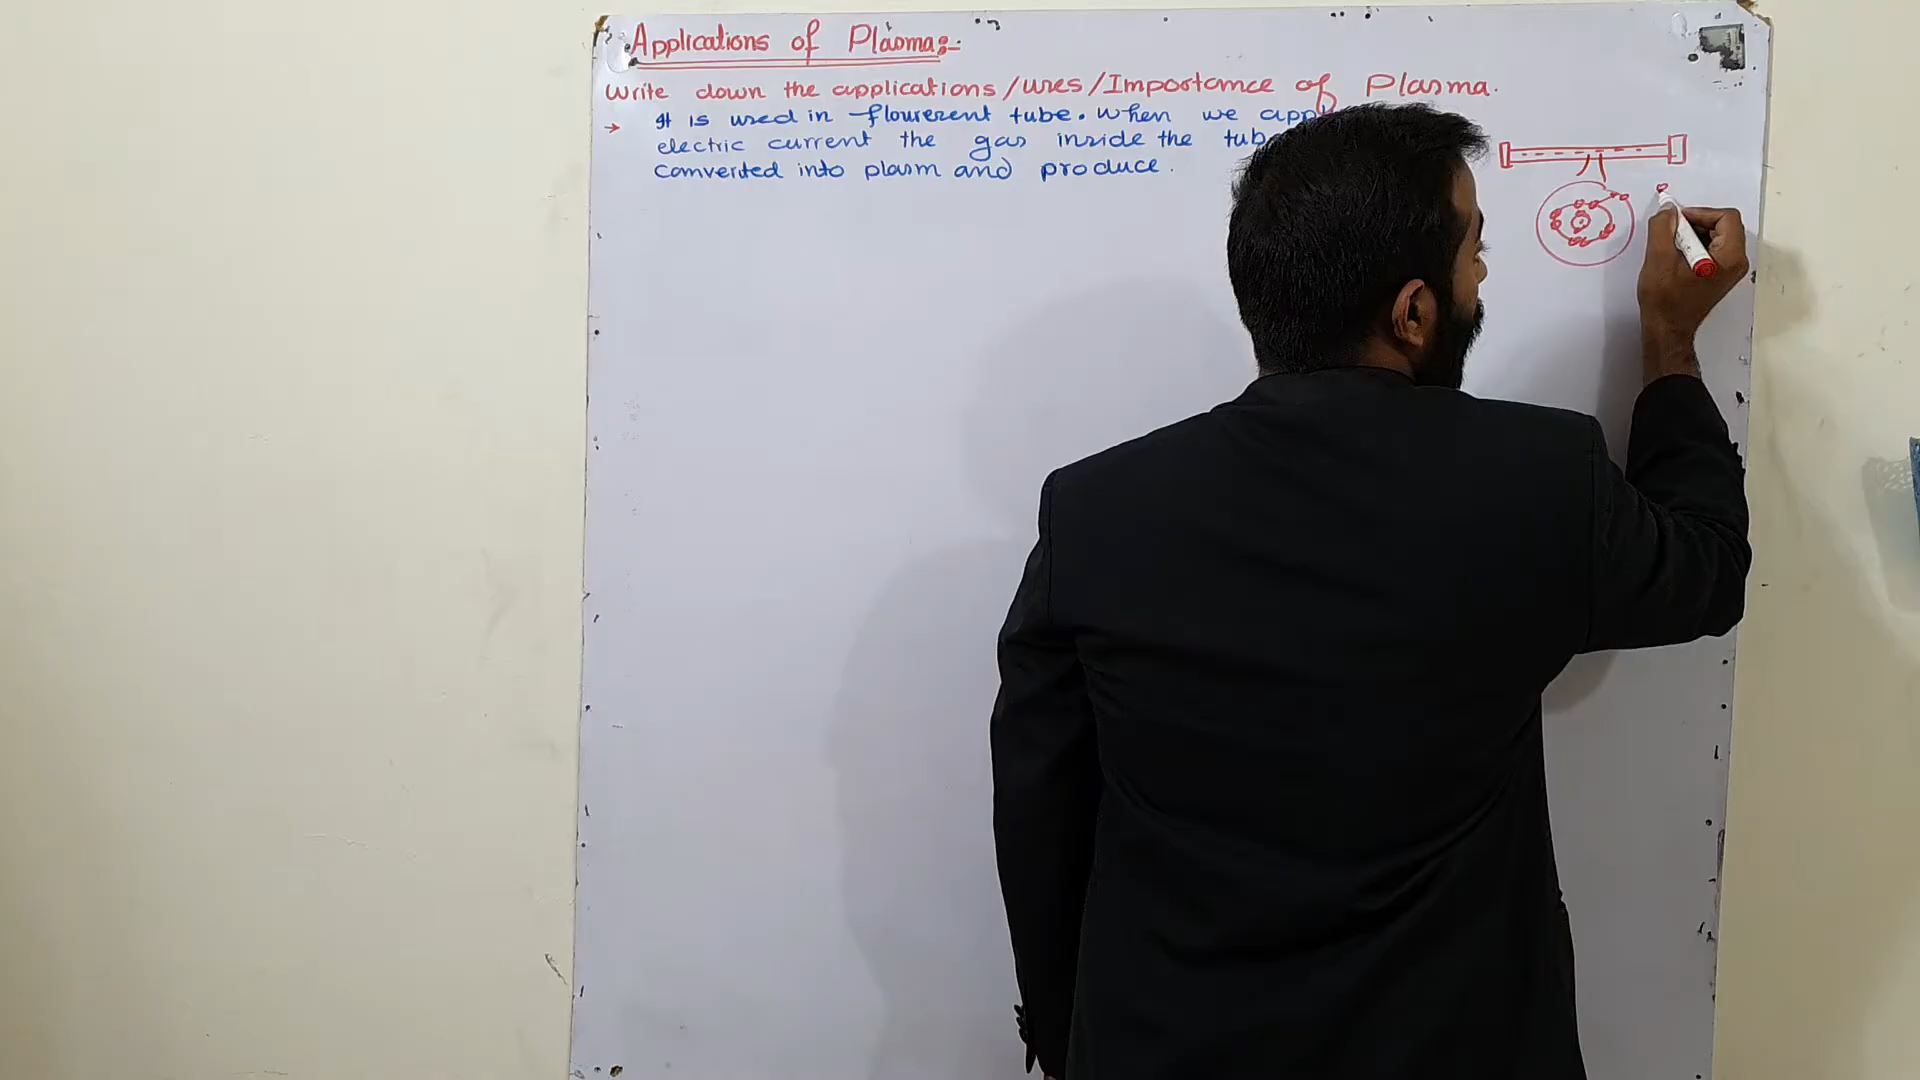 Applications of Plasma:-
Write down the applications/uses/Importance of Plasma.
→ It is used in flouresent tube. When we
electric current the gas inside the
converted into plasm and produce.